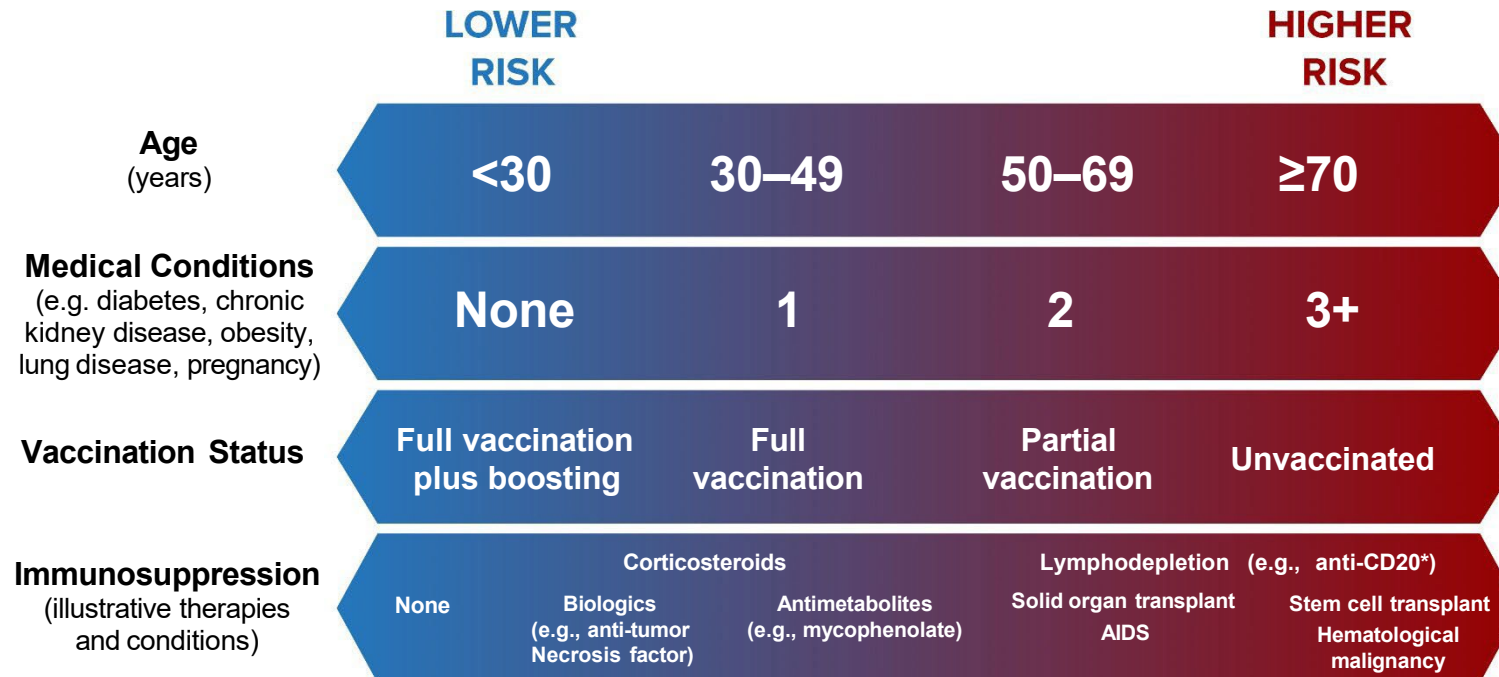 LOWER
RISK
HIGHER
RISK
Age
(years)
<30
30–49
50–69
≥70
Medical Conditions
(e.g. diabetes, chronic
kidney disease, obesity,
lung disease, pregnancy)
None
1
2
3+
Vaccination Status
Full vaccination
plus boosting
Full
vaccination
Partial
vaccination
Unvaccinated
Immunosuppression
(illustrative therapies
and conditions)
Corticosteroids
Lymphodepletion (e.g., anti-CD20*)
None
Biologics
(e.g., anti-tumor
Necrosis factor)
Antimetabolites
(e.g., mycophenolate)
Solid organ transplant
AIDS
Stem cell transplant
Hematological
malignancy